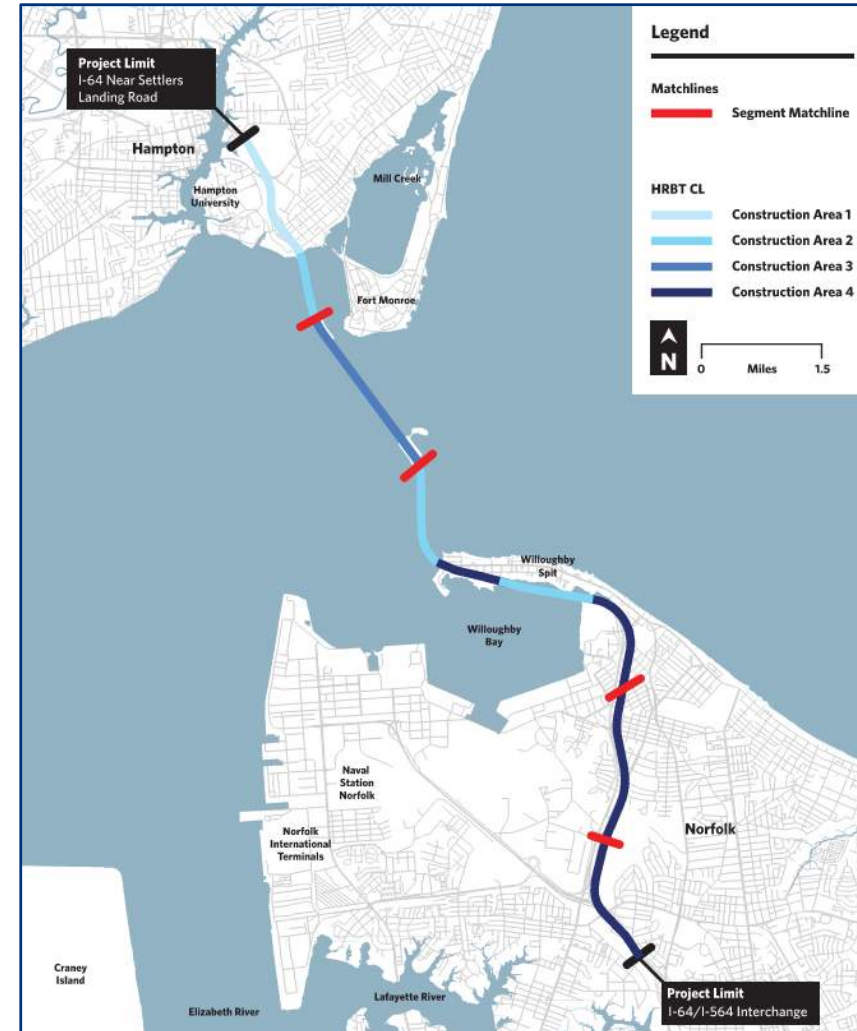 Project Limit
I-64 Near Settlers
Landing Road
Hampton
Hampton
University
Mill Creek
Fort Monroe
Legend
Matchlines
Segment Matchline
HRBT CL
Construction Area 1
Construction Area 2
Construction Area 3
Construction Area 4
N
0 Miles 1.5
Willoughby
Spit
Willoughby
Bay
Naval
Station
Norfolk
Norfolk
International
Terminals
Norfolk
Craney
Island
Elizabeth River
Lafayette River
Project Limit
I-64/I-564 Interchange